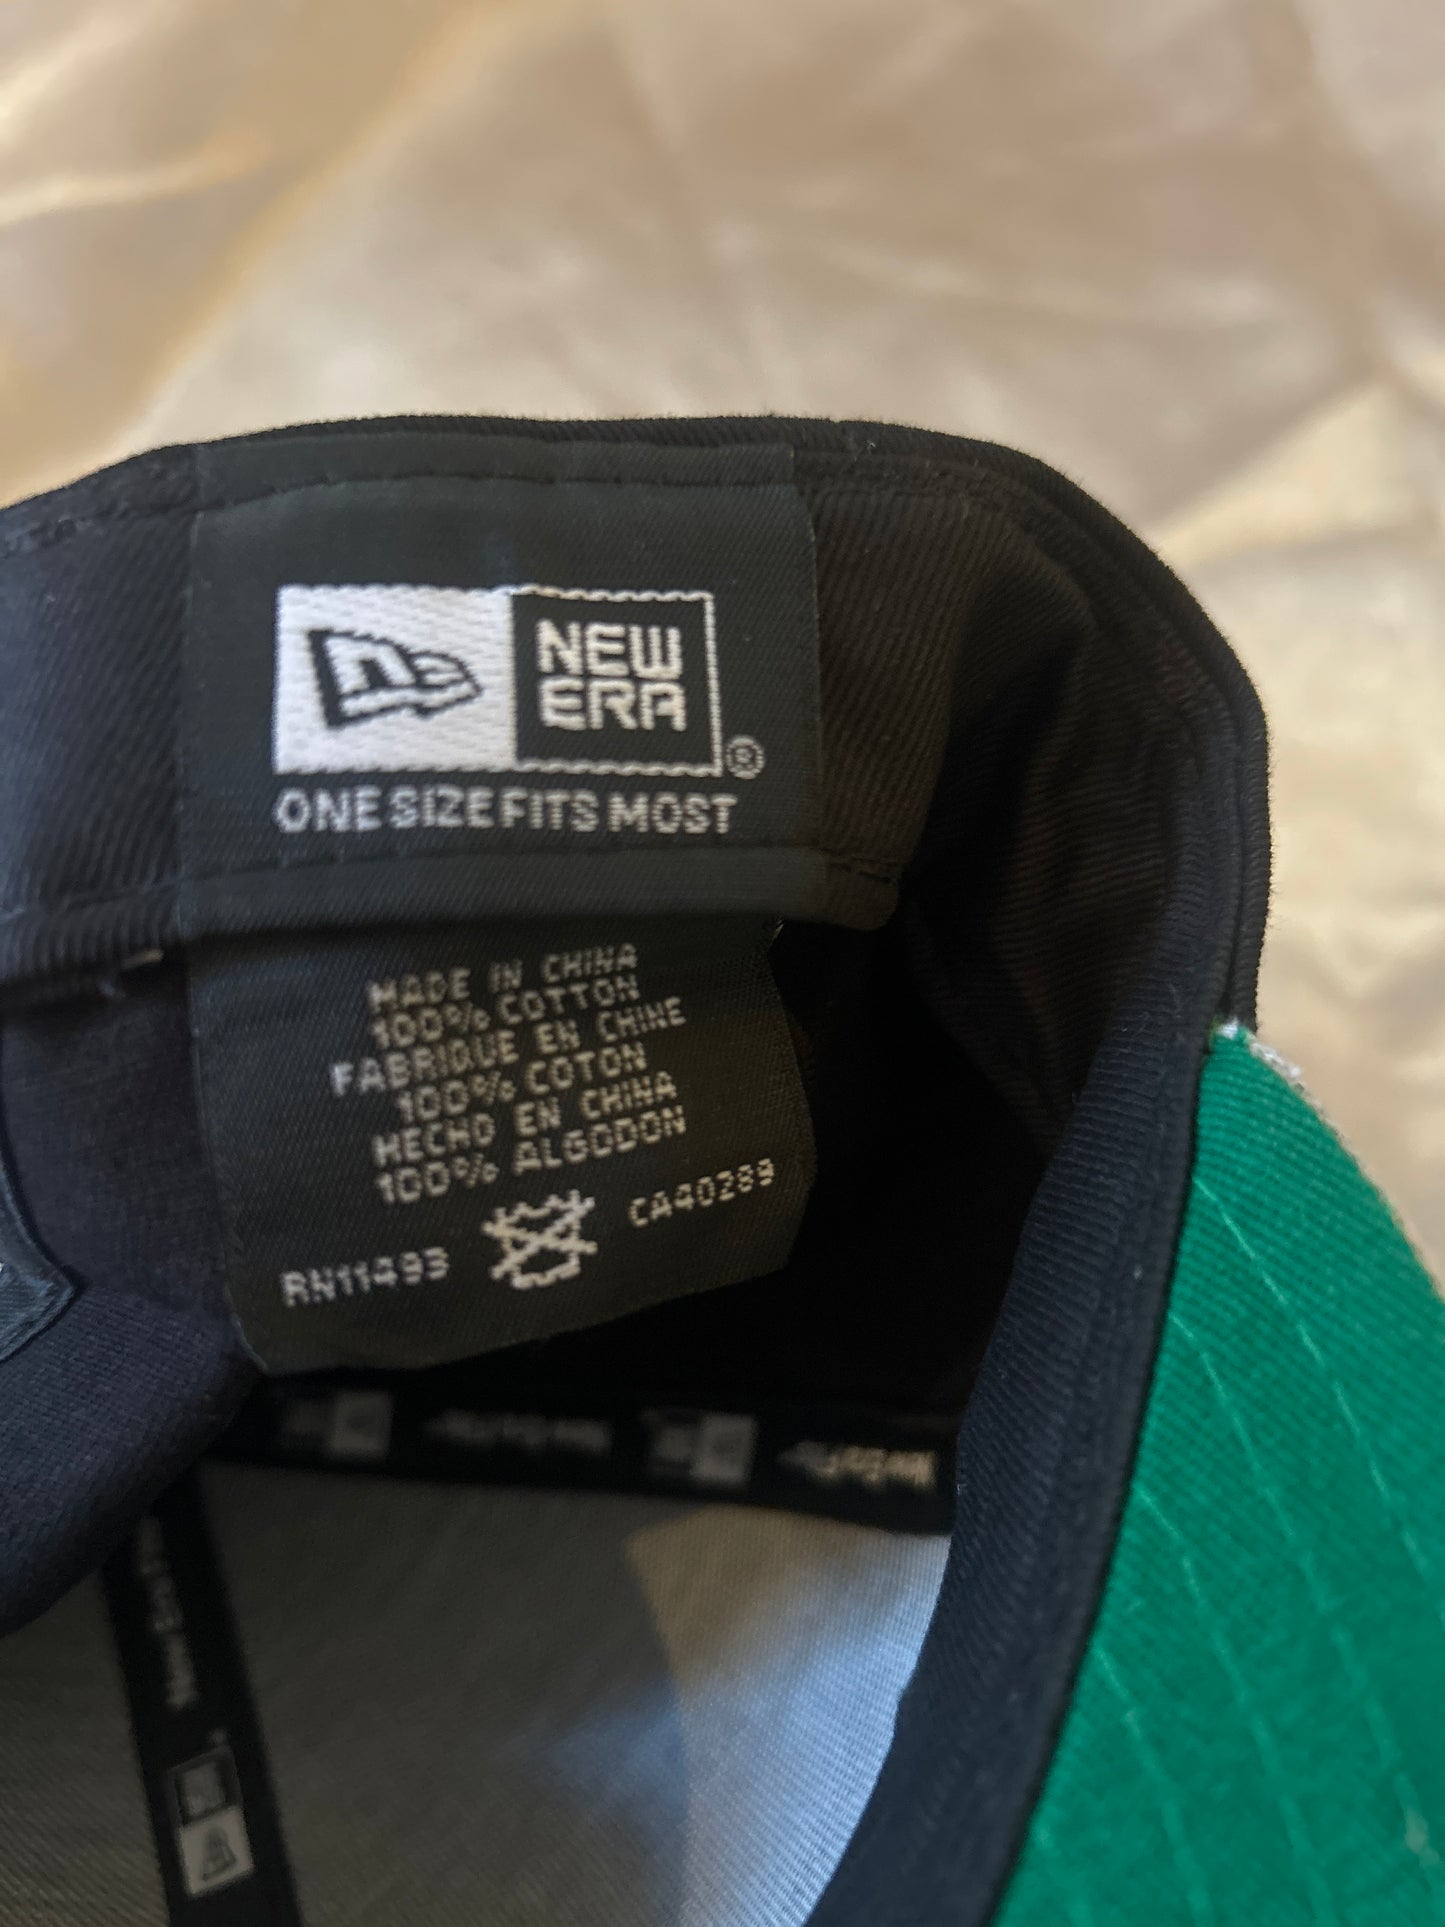 NEW
ERA
®
ONE SIZE FITS MOST
MADE IN CHINA
100% COTTON
FABRIQUE EN CHINE
100% COTON
HECHO EN CHINA
100% ALGODON
RN11493 CA40289